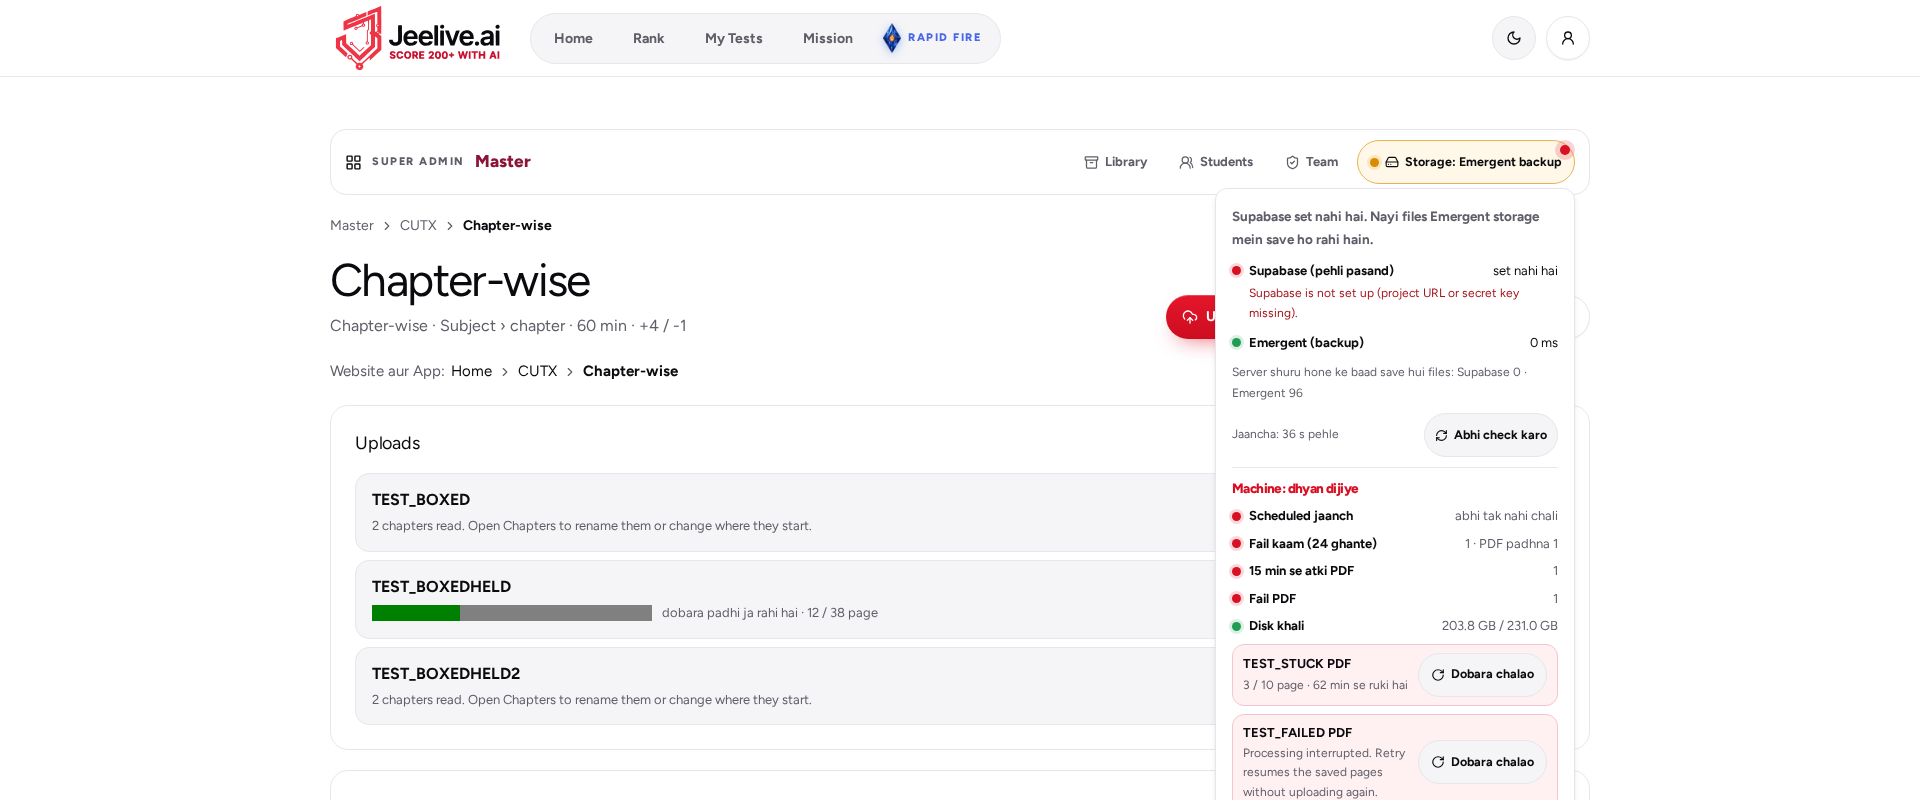 Jeelive.ai
SCORE 200+ WITH AI
Home
Rank
My Tests
Mission
RAPID FIRE
SUPER ADMIN Master
Library
Students
Team
Storage: Emergent backup
Master > CUTX > Chapter-wise
Chapter-wise
Chapter-wise · Subject › chapter · 60 min · +4 / -1
Website aur App: Home > CUTX > Chapter-wise
Uploads
TEST_BOXED
2 chapters read. Open Chapters to rename them or change where they start.
TEST_BOXEDHELD
dobara padhi ja rahi hai · 12 / 38 page
TEST_BOXEDHELD2
2 chapters read. Open Chapters to rename them or change where they start.
Supabase set nahi hai. Nayi files Emergent storage
mein save ho rahi hain.
Supabase (pehli pasand) set nahi hai
Supabase is not set up (project URL or secret key
missing).
Emergent (backup) 0 ms
Server shuru hone ke baad save hui files: Supabase 0 ·
Emergent 96
Jaancha: 36 s pehle
Abhi check karo
Machine: dhyan dijiye
Scheduled jaanch abhi tak nahi chali
Fail kaam (24 ghante) 1 · PDF padhna 1
15 min se atki PDF 1
Fail PDF 1
Disk khali 203.8 GB / 231.0 GB
TEST_STUCK PDF
3 / 10 page · 62 min se ruki hai
Dobara chalao
TEST_FAILED PDF
Processing interrupted. Retry
resumes the saved pages
without uploading again.
Dobara chalao